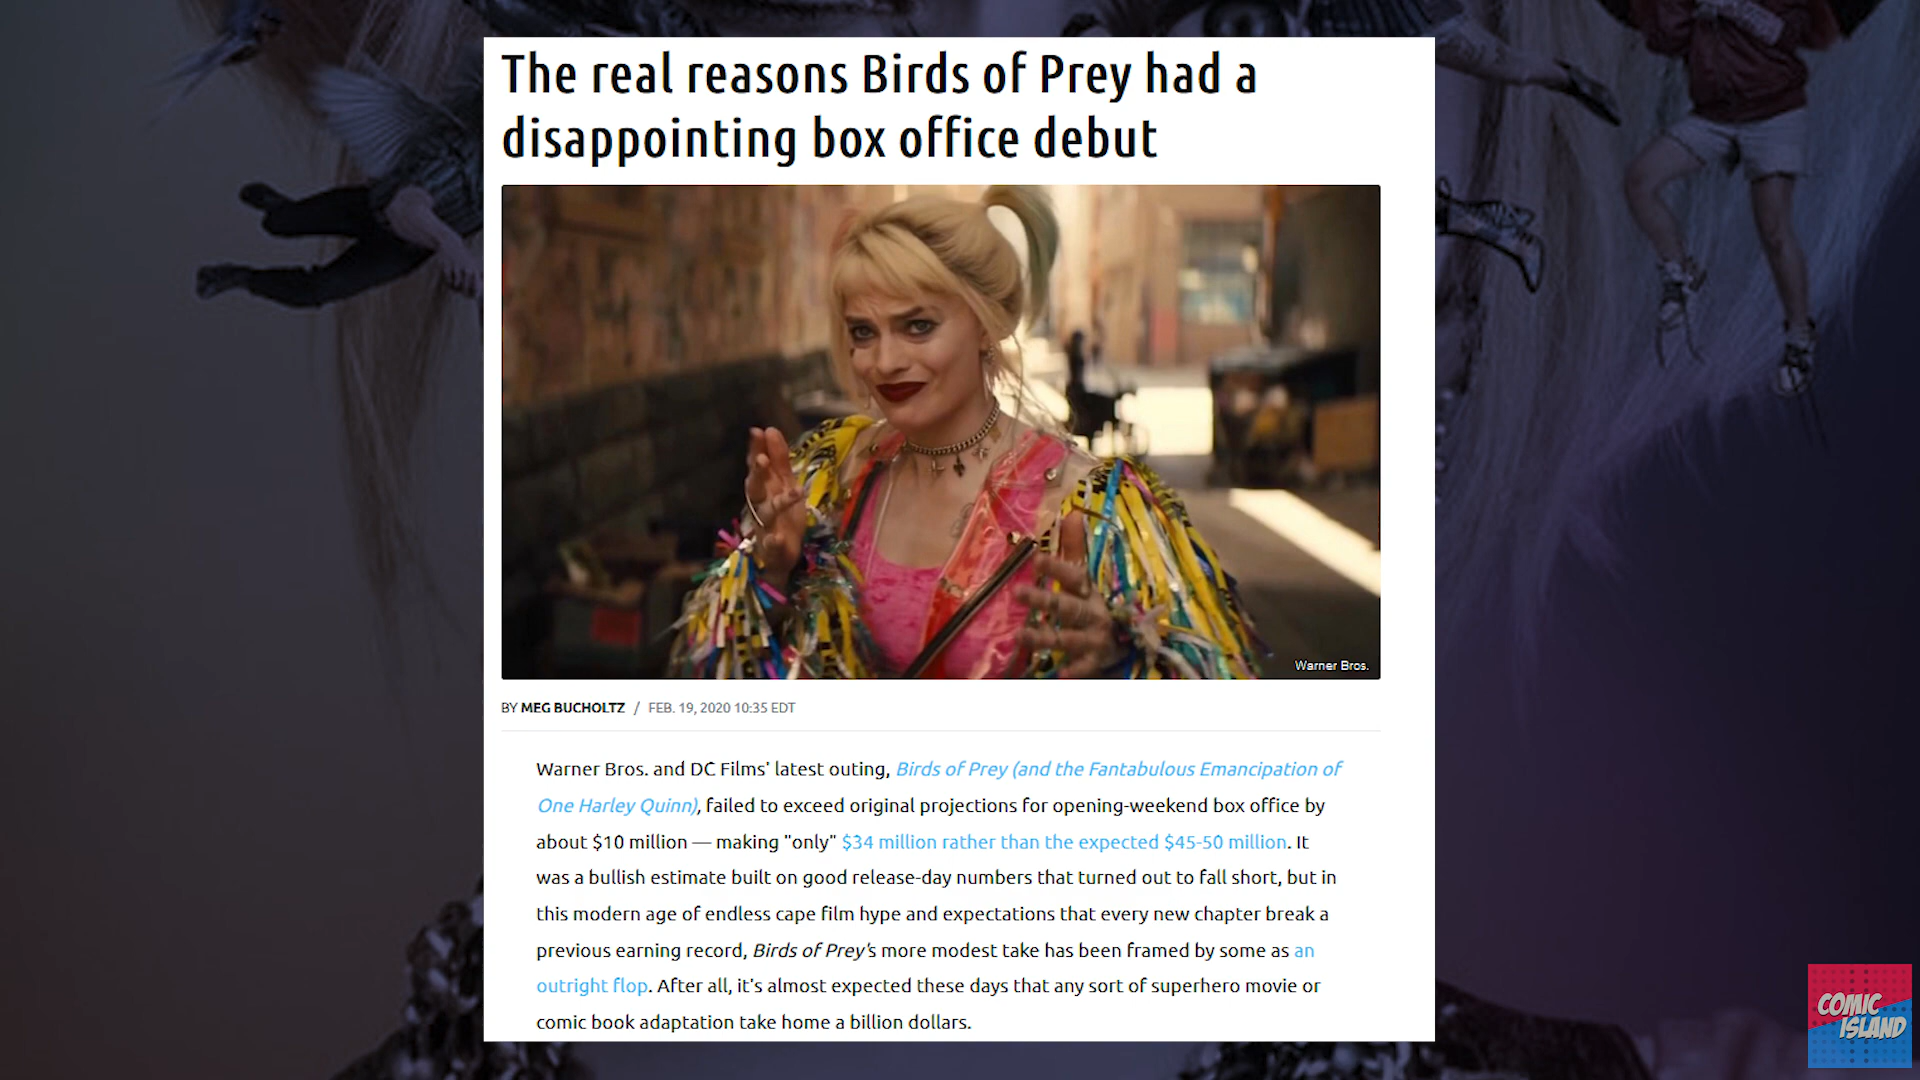 The real reasons Birds of Prey had a
disappointing box office debut
Warner Bros.
BY MEG BUCHOLTZ / FEB. 19, 2020 10:35 EDT
Warner Bros. and DC Films' latest outing, Birds of Prey (and the Fantabulous Emancipation of
One Harley Quinn), failed to exceed original projections for opening-weekend box office by
about $10 million — making "only" $34 million rather than the expected $45-50 million. It
was a bullish estimate built on good release-day numbers that turned out to fall short, but in
this modern age of endless cape film hype and expectations that every new chapter break a
previous earning record, Birds of Prey's more modest take has been framed by some as an
outright flop. After all, it's almost expected these days that any sort of superhero movie or
comic book adaptation take home a billion dollars.
COMIC
ISLAND